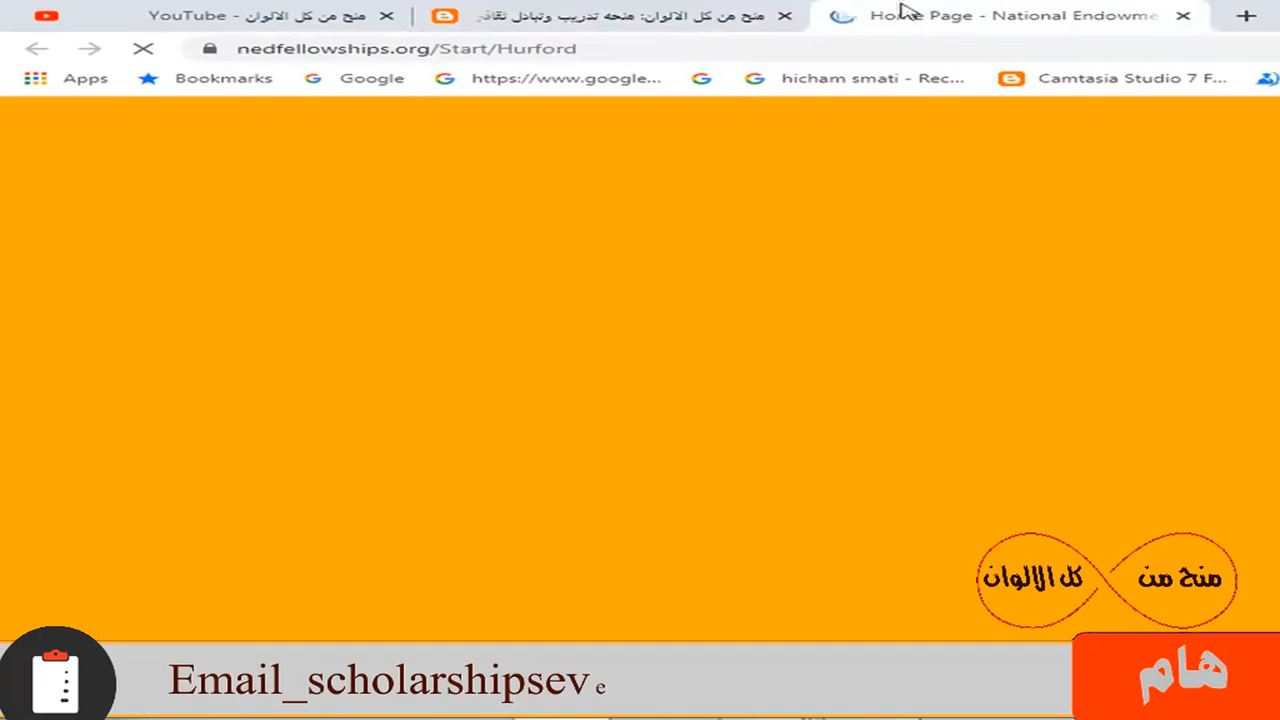 منح من كل الالوان - YouTube
منح من كل الالوان: منحه تدريب وتبادل ثقافي
Home Page - National Endowme
nedfellowships.org/Start/Hurford
Apps
Bookmarks
Google
https://www.google...
hicham smati - Rec...
Camtasia Studio 7 F...
منح من كل الالوان
Email_scholarshipsev e
هام